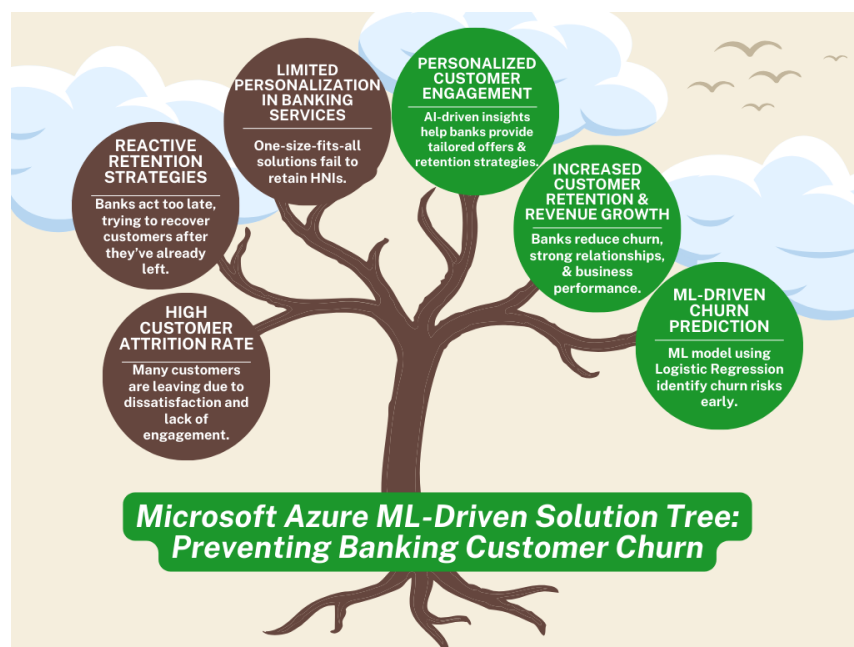 LIMITED
PERSONALIZATION
IN BANKING
SERVICES
One-size-fits-all
solutions fail to
retain HNIs.
PERSONALIZED
CUSTOMER
ENGAGEMENT
AI-driven insights
help banks provide
tailored offers &
retention strategies.
REACTIVE
RETENTION
STRATEGIES
Banks act too late,
trying to recover
customers after
they've already
left.
INCREASED
CUSTOMER
RETENTION &
REVENUE GROWTH
Banks reduce churn,
strong relationships,
& business
performance.
HIGH
CUSTOMER
ATTRITION RATE
Many customers
are leaving due to
dissatisfaction and
lack of
engagement.
ML-DRIVEN
CHURN
PREDICTION
ML model using
Logistic Regression
identify churn risks
early.
Microsoft Azure ML-Driven Solution Tree:
Preventing Banking Customer Churn